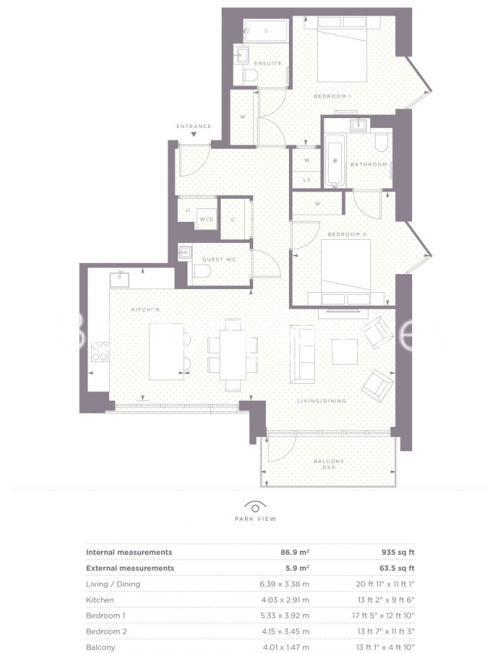 ENSUITE
BEDROOM 1
W
ENTRANCE
BATHROOM
W
LS
W
U
W/D
C
BEDROOM 2
GUEST WC
KITCH'N
LIVING/DINING
BALCONY
D2A
PARK VIEW
Internal measurements 86.9 m² 935 sq ft
External measurements 5.9 m² 63.5 sq ft
Living / Dining 6.39 x 3.38 m 20 ft 11" x 11 ft 1"
Kitchen 4.03 x 2.91 m 13 ft 2" x 9 ft 6"
Bedroom 1 5.33 x 3.92 m 17 ft 5" x 12 ft 10"
Bedroom 2 4.15 x 3.45 m 13 ft 7" x 11 ft 3"
Balcony 4.01 x 1.47 m 13 ft 1" x 4 ft 10"